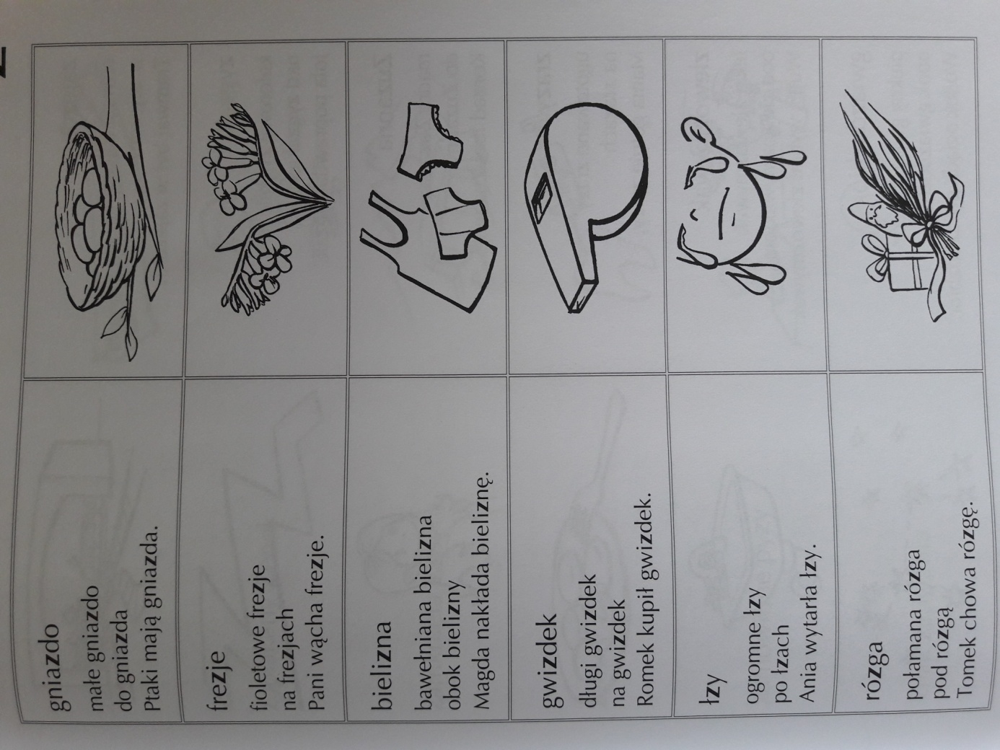 gniazdo
małe gniazdo
do gniazda
Ptaki mają gniazda.
frezje
fioletowe frezje
na frezjach
Pani wącha frezje.
bielizna
bawełniana bielizna
obok bielizny
Magda nakłada bieliznę.
gwizdek
długi gwizdek
na gwizdek
Romek kupił gwizdek.
łzy
ogromne łzy
po łzach
Ania wytarła łzy.
rózga
połamana rózga
pod rózgą
Tomek chowa rózgę.